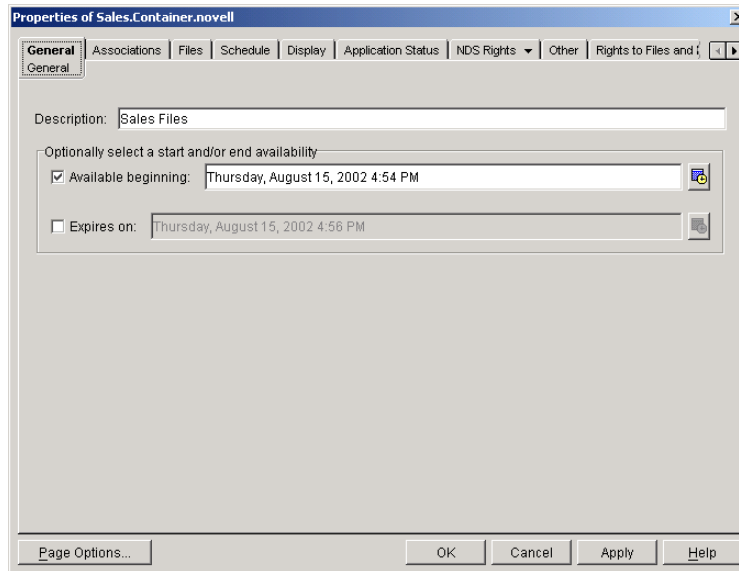 Properties of Sales.Container.novell
General Associations Files Schedule Display Application Status NDS Rights Other Rights to Files and
General
Description: Sales Files
Optionally select a start and/or end availability
Available beginning: Thursday, August 15, 2002 4:54 PM
Expires on: Thursday, August 15, 2002 4:56 PM
Page Options... OK Cancel Apply Help